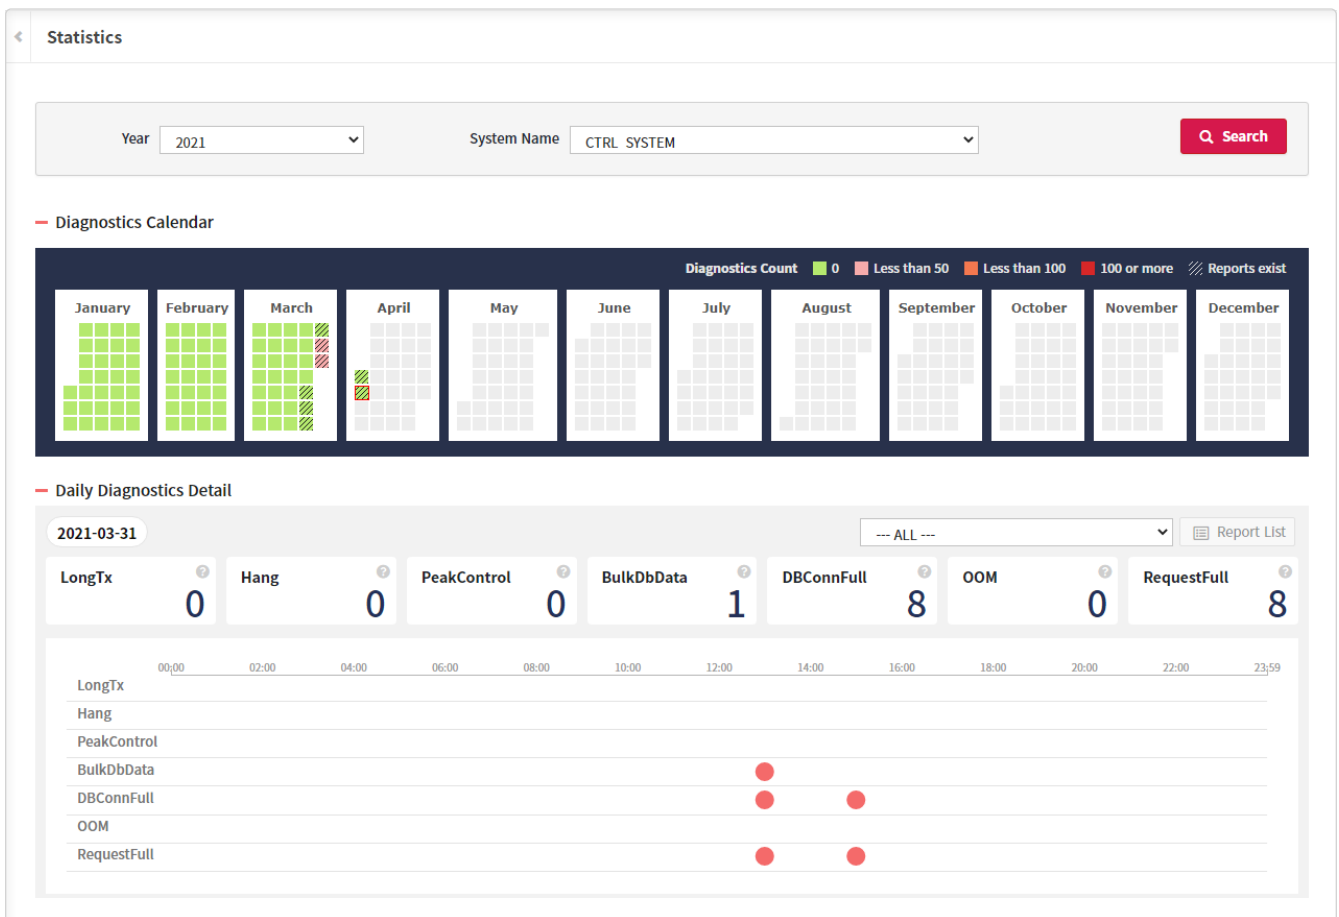 Statistics
Year 2021 System Name CTRL SYSTEM Search
Diagnostics Calendar
Diagnostics Count 0 Less than 50 Less than 100 100 or more Reports exist
January February March April May June July August September October November December
Daily Diagnostics Detail
2021-03-31 --- ALL --- Report List
LongTx ? Hang ? PeakControl ? BulkDbData ? DBConnFull ? OOM ? RequestFull ?
0 0 0 1 8 0 8
00:00 02:00 04:00 06:00 08:00 10:00 12:00 14:00 16:00 18:00 20:00 22:00 23:59
LongTx
Hang
PeakControl
BulkDbData
DBConnFull
OOM
RequestFull